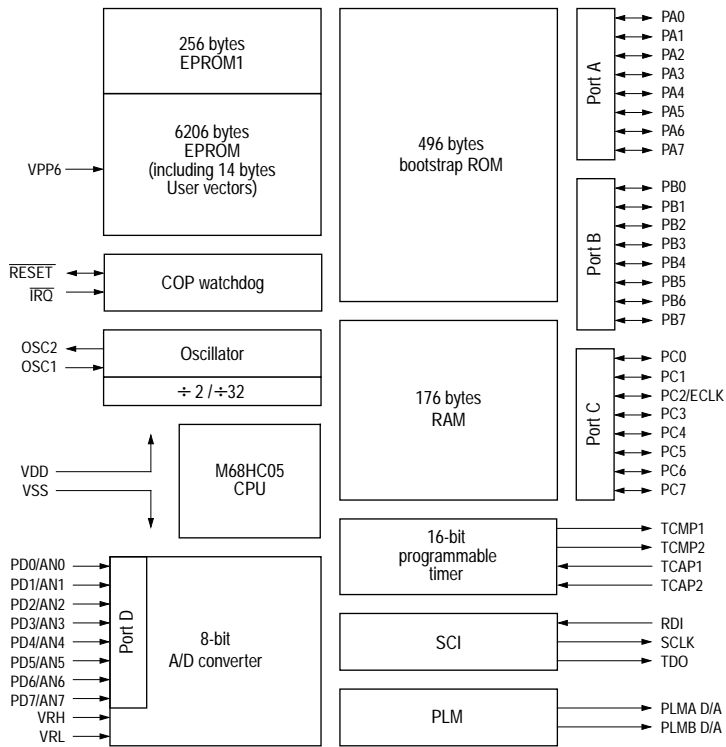 256 bytes
EPROM1
6206 bytes
EPROM
(including 14 bytes
User vectors)
VPP6
RESET
IRQ
COP watchdog
OSC2
OSC1
Oscillator
÷ 2 / ÷32
M68HC05
CPU
VDD
VSS
PD0/AN0
PD1/AN1
PD2/AN2
PD3/AN3
PD4/AN4
PD5/AN5
PD6/AN6
PD7/AN7
VRH
VRL
Port D
8-bit
A/D converter
496 bytes
bootstrap ROM
176 bytes
RAM
16-bit
programmable
timer
SCI
PLM
Port A
PA0
PA1
PA2
PA3
PA4
PA5
PA6
PA7
Port B
PB0
PB1
PB2
PB3
PB4
PB5
PB6
PB7
Port C
PC0
PC1
PC2/ECLK
PC3
PC4
PC5
PC6
PC7
TCMP1
TCMP2
TCAP1
TCAP2
RDI
SCLK
TDO
PLMA D/A
PLMB D/A